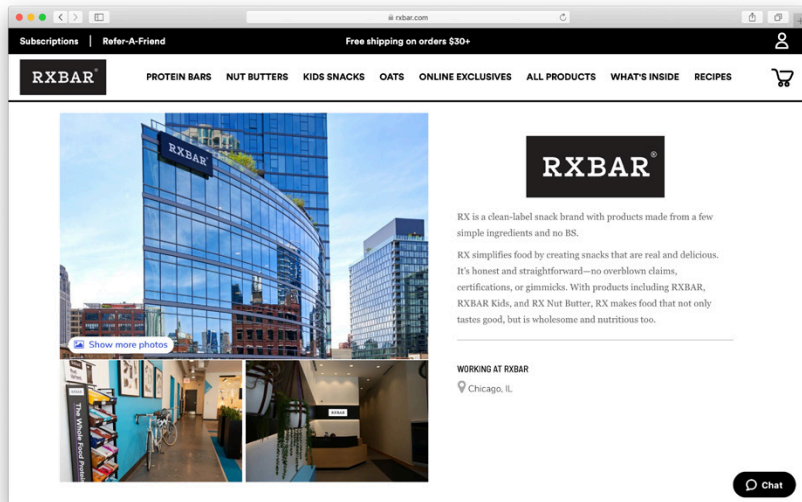 rxbar.com
Subscriptions | Refer-A-Friend
Free shipping on orders $30+
RXBAR®
PROTEIN BARS NUT BUTTERS KIDS SNACKS OATS ONLINE EXCLUSIVES ALL PRODUCTS WHAT'S INSIDE RECIPES
RXBAR
Show more photos
The Whole Food Protein
RXBAR
RXBAR®
RX is a clean-label snack brand with products made from a few
simple ingredients and no BS.
RX simplifies food by creating snacks that are real and delicious.
It's honest and straightforward—no overblown claims,
certifications, or gimmicks. With products including RXBAR,
RXBAR Kids, and RX Nut Butter, RX makes food that not only
tastes good, but is wholesome and nutritious too.
WORKING AT RXBAR
Chicago, IL
Chat